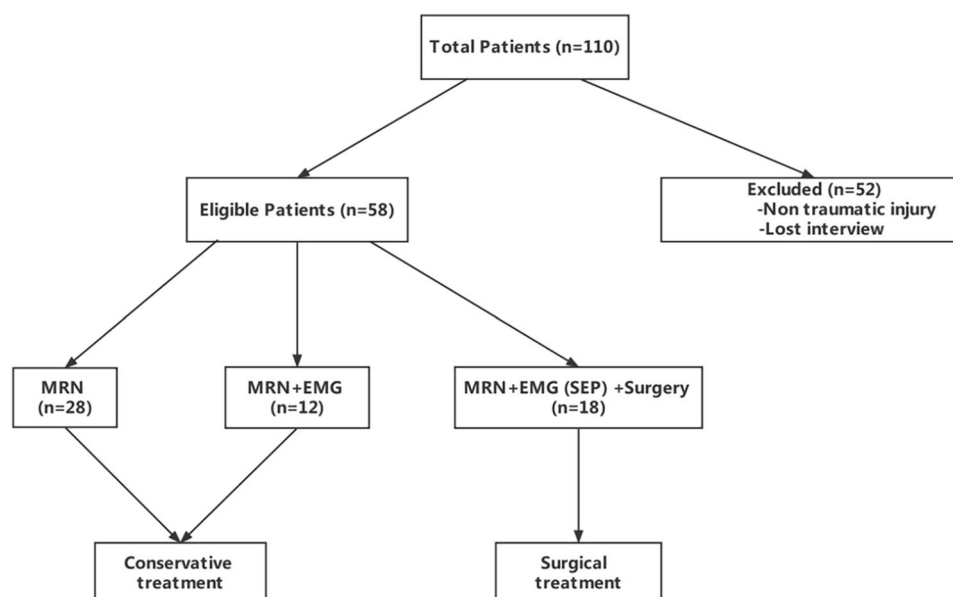 Total Patients (n=110)
Eligible Patients (n=58)
Excluded (n=52)
-Non traumatic injury
-Lost interview
MRN
(n=28)
MRN+EMG
(n=12)
MRN+EMG (SEP) +Surgery
(n=18)
Conservative
treatment
Surgical
treatment